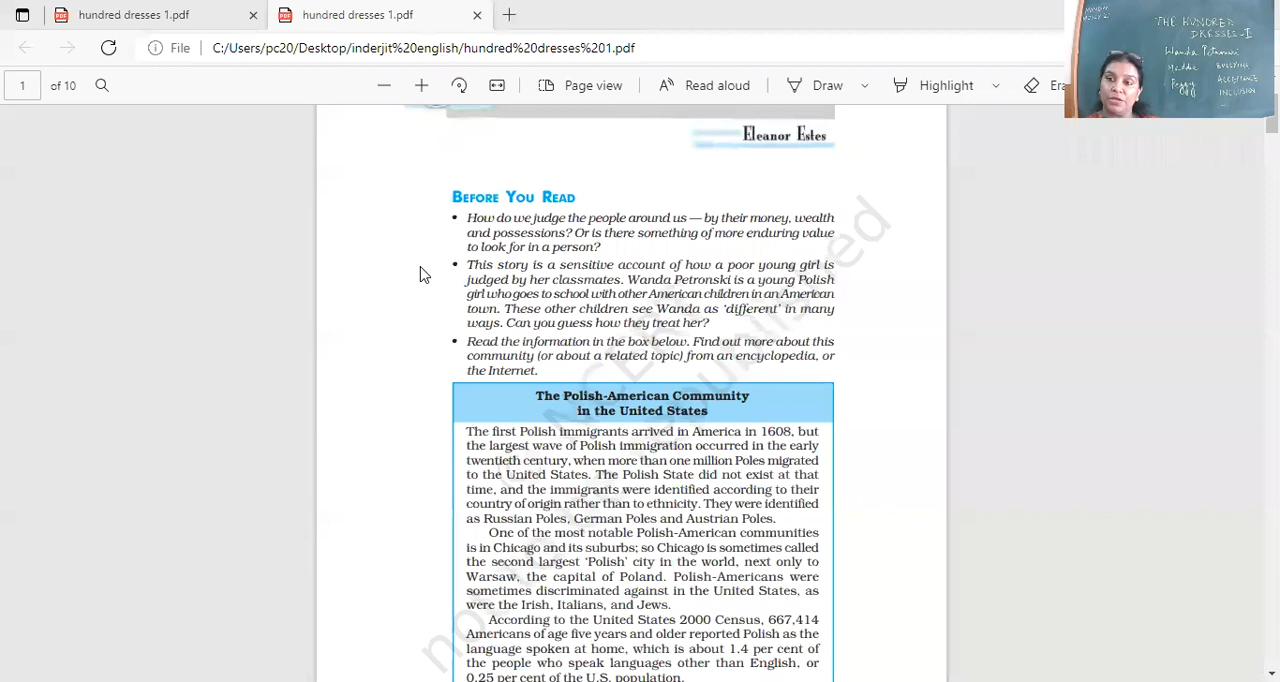 hundred dresses 1.pdf
hundred dresses 1.pdf
File
C:/Users/pc20/Desktop/inderjit%20english/hundred%20dresses%201.pdf
1 of 10
Page view
Read aloud
Draw
Highlight
Era
THE HUNDRED
DRESSES-I
Wanda Petronski
Maddie
BULLYING
Peggy
ACCEPTANCE
INCLUSION
Eleanor Estes
BEFORE YOU READ
• How do we judge the people around us — by their money, wealth
and possessions? Or is there something of more enduring value
to look for in a person?
• This story is a sensitive account of how a poor young girl is
judged by her classmates. Wanda Petronski is a young Polish
girl who goes to school with other American children in an American
town. These other children see Wanda as ‘different’ in many
ways. Can you guess how they treat her?
• Read the information in the box below. Find out more about this
community (or about a related topic) from an encyclopedia, or
the Internet.
The Polish-American Community
in the United States
The first Polish immigrants arrived in America in 1608, but
the largest wave of Polish immigration occurred in the early
twentieth century, when more than one million Poles migrated
to the United States. The Polish State did not exist at that
time, and the immigrants were identified according to their
country of origin rather than to ethnicity. They were identified
as Russian Poles, German Poles and Austrian Poles.
One of the most notable Polish-American communities
is in Chicago and its suburbs; so Chicago is sometimes called
the second largest ‘Polish’ city in the world, next only to
Warsaw, the capital of Poland. Polish-Americans were
sometimes discriminated against in the United States, as
were the Irish, Italians, and Jews.
According to the United States 2000 Census, 667,414
Americans of age five years and older reported Polish as the
language spoken at home, which is about 1.4 per cent of
the people who speak languages other than English, or
0.25 per cent of the U.S. population.